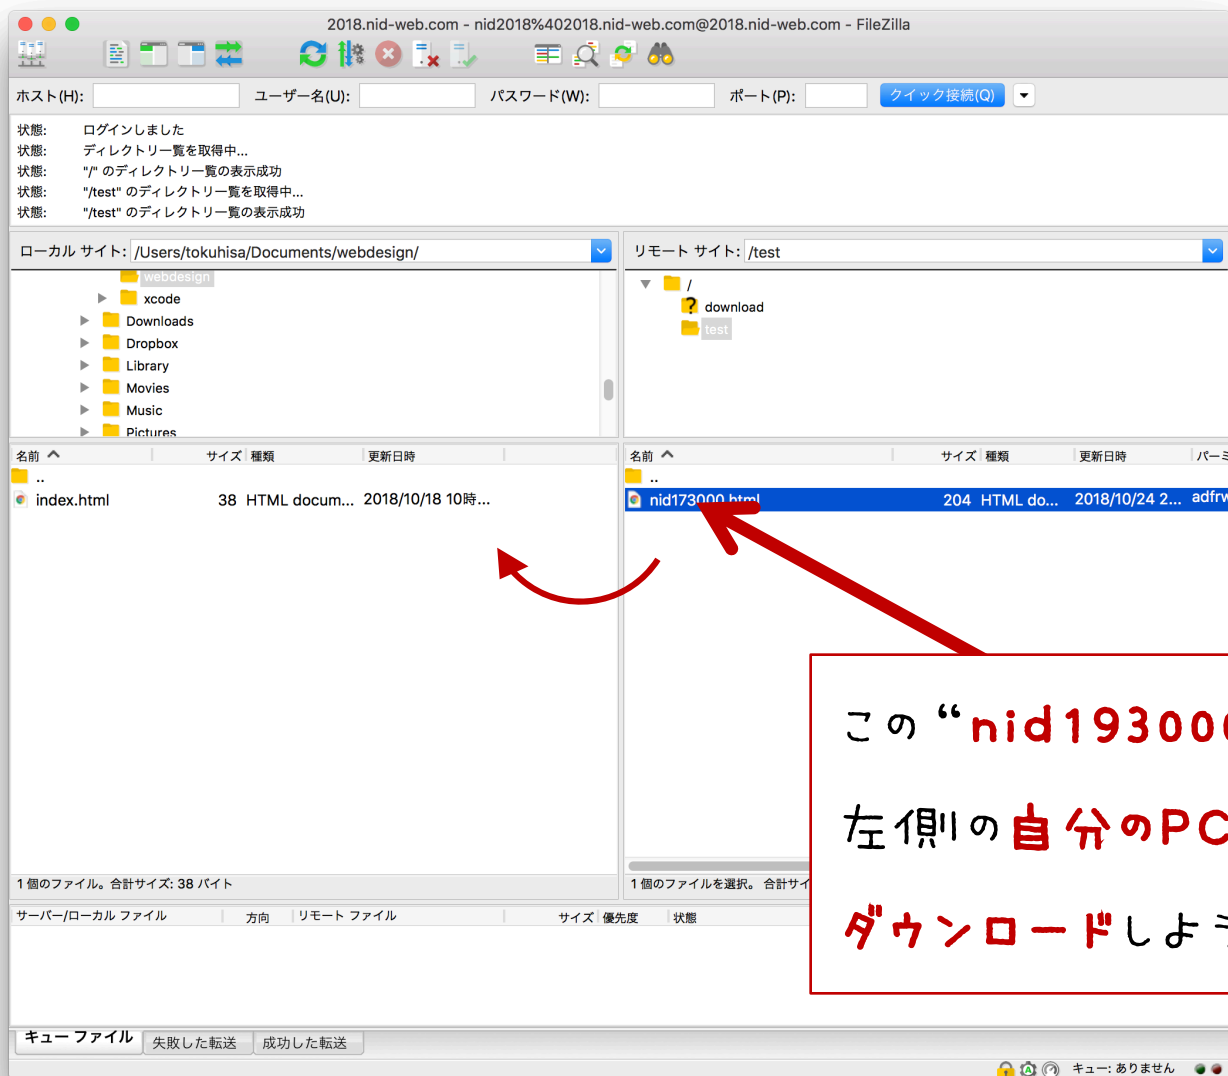 2018.nid-web.com - nid2018%402018.nid-web.com@2018.nid-web.com - FileZilla
ホスト(H): ユーザー名(U): パスワード(W): ポート(P): クイック接続(Q)
状態: ログインしました
状態: ディレクトリ一覧を取得中...
状態: "/" のディレクトリ一覧の表示成功
状態: "/test" のディレクトリ一覧を取得中...
状態: "/test" のディレクトリ一覧の表示成功
ローカル サイト: /Users/tokuhisa/Documents/webdesign/
webdesign
xcode
Downloads
Dropbox
Library
Movies
Music
Pictures
リモート サイト: /test
/
download
test
名前 サイズ 種類 更新日時
..
index.html 38 HTML docum... 2018/10/18 10時...
1個のファイル。合計サイズ: 38 バイト
名前 サイズ 種類 更新日時 パーミ
..
nid173000.html 204 HTML do... 2018/10/24 2... adfrw
1個のファイルを選択。 合計サイ
この“nid193000
左側の自分のPC
ダウンロードしよう
サーバー/ローカル ファイル 方向 リモート ファイル サイズ 優先度 状態
キュー ファイル 失敗した転送 成功した転送
キュー: ありません